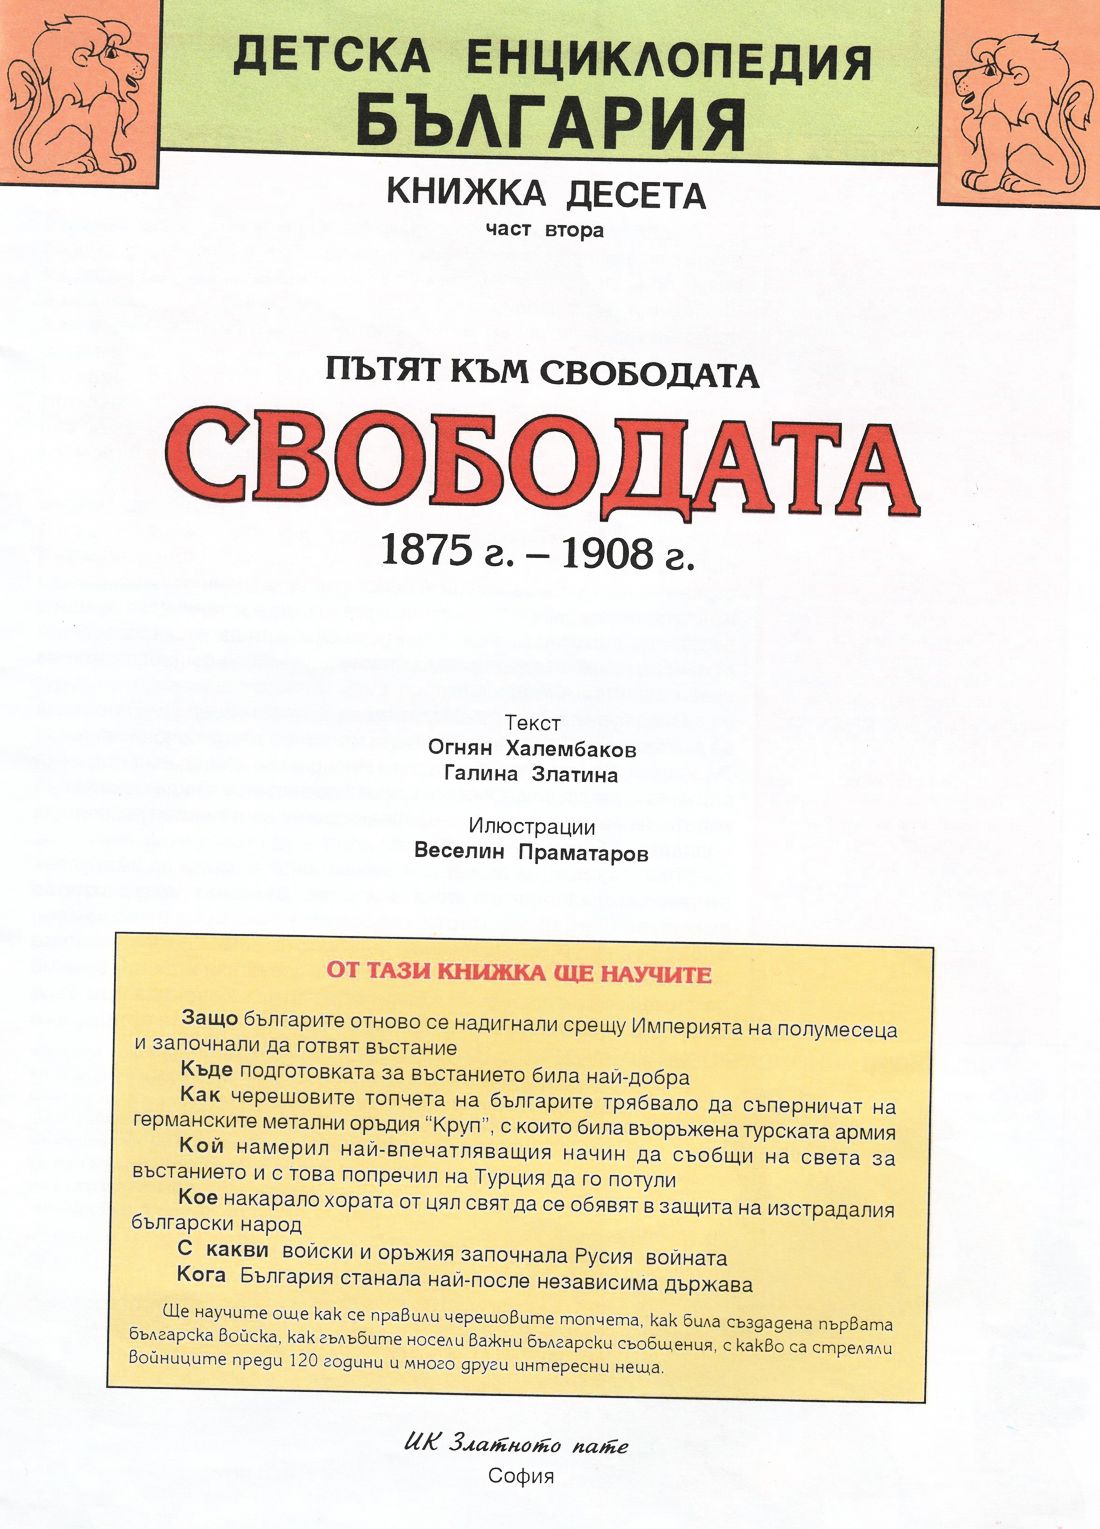 ДЕТСКА ЕНЦИКЛОПЕДИЯ
БЪЛГАРИЯ
КНИЖКА ДЕСЕТА
част втора
ПЪТЯТ КЪМ СВОБОДАТА
СВОБОДАТА
1875 г. – 1908 г.
Текст
Огнян Халембаков
Галина Златина
Илюстрации
Веселин Праматаров
ОТ ТАЗИ КНИЖКА ЩЕ НАУЧИТЕ
Защо българите отново се надигнали срещу Империята на полумесеца
и започнали да готвят въстание
Къде подготовката за въстанието била най-добра
Как черешовите топчета на българите трябвало да съперничат на
германските метални оръдия “Круп”, с които била въоръжена турската армия
Кой намерил най-впечатляващия начин да съобщи на света за
въстанието и с това попречил на Турция да го потули
Кое накарало хората от цял свят да се обявят в защита на изстрадалия
български народ
С какви войски и оръжия започнала Русия войната
Кога България станала най-после независима държава
Ще научите още как се правили черешовите топчета, как била създадена първата
българска войска, как гълъбите носели важни български съобщения, с какво са стреляли
войниците преди 120 години и много други интересни неща.
ИК Златното пате
София